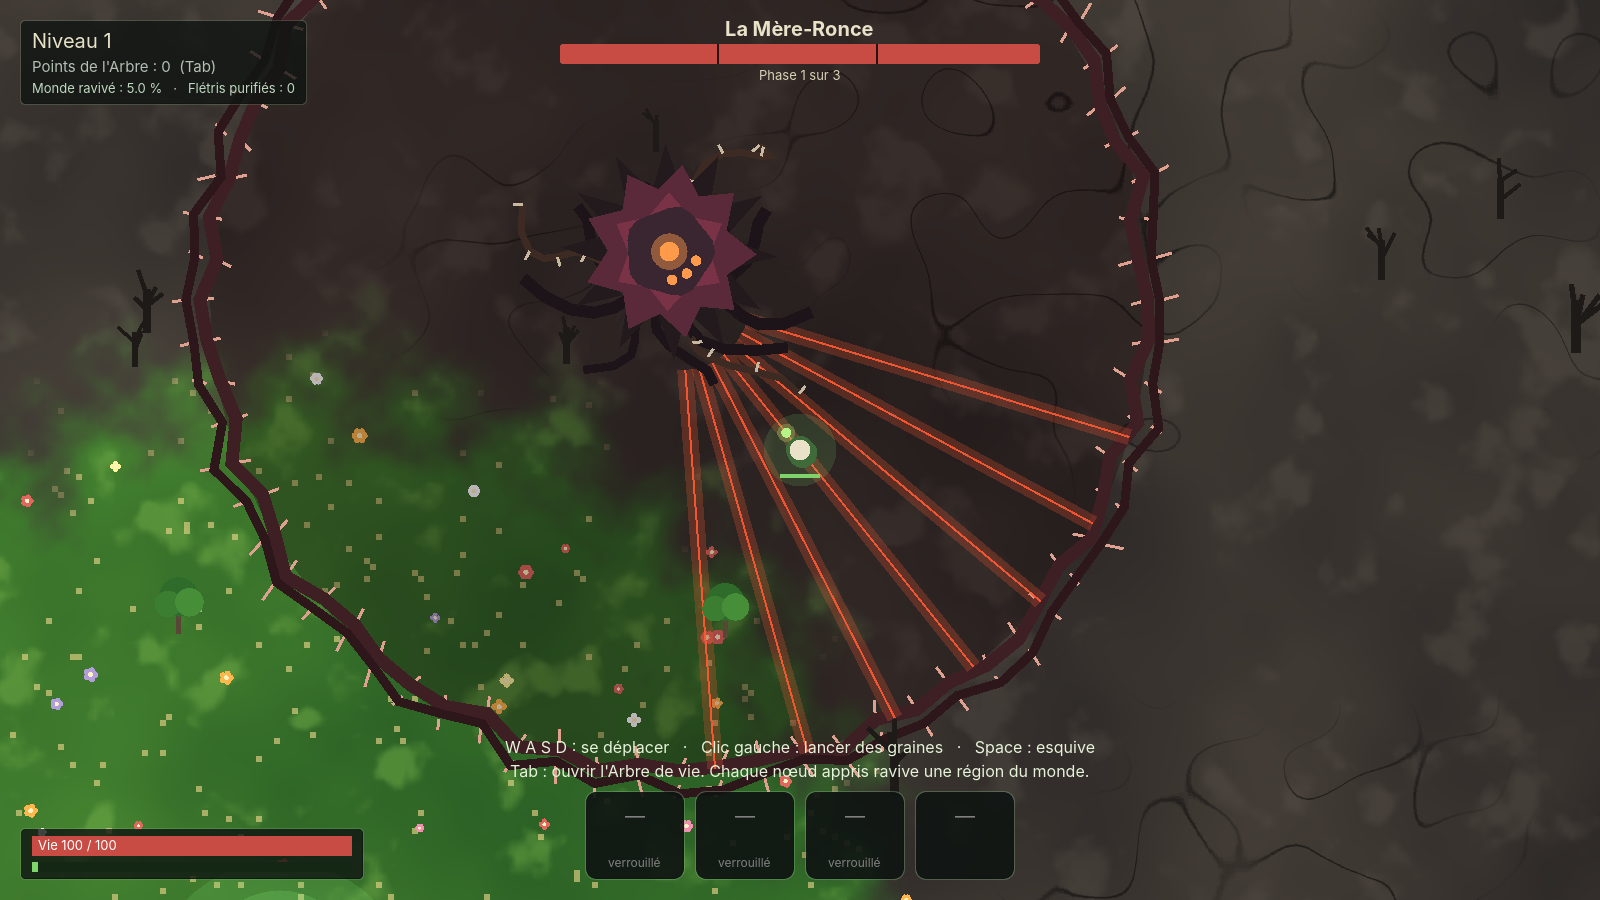 Niveau 1
Points de l'Arbre : 0 (Tab)
Monde ravivé : 5.0 % · Flétris purifiés : 0
La Mère-Ronce
Phase 1 sur 3
W A S D : se déplacer · Clic gauche : lancer des graines · Space : esquive
Tab : ouvrir l'Arbre de vie. Chaque nœud appris ravive une région du monde.
— — — —
verrouillé verrouillé verrouillé
Vie 100 / 100